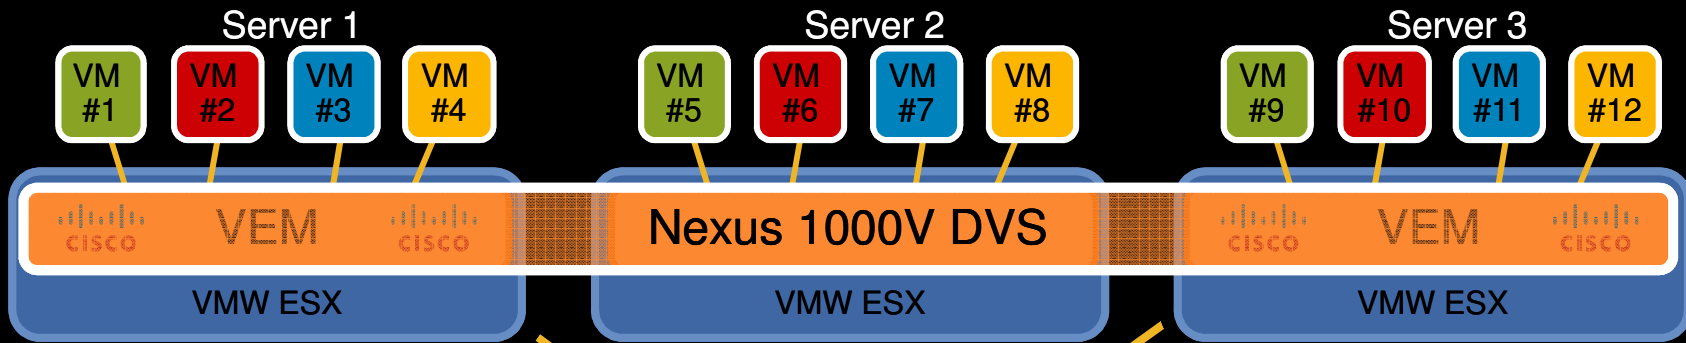 Server 1
Server 2
Server 3
VM
#1
VM
#2
VM
#3
VM
#4
VM
#5
VM
#6
VM
#7
VM
#8
VM
#9
VM
#10
VM
#11
VM
#12
CISCO
VEM
CISCO
Nexus 1000V DVS
CISCO
VEM
CISCO
VMW ESX
VMW ESX
VMW ESX